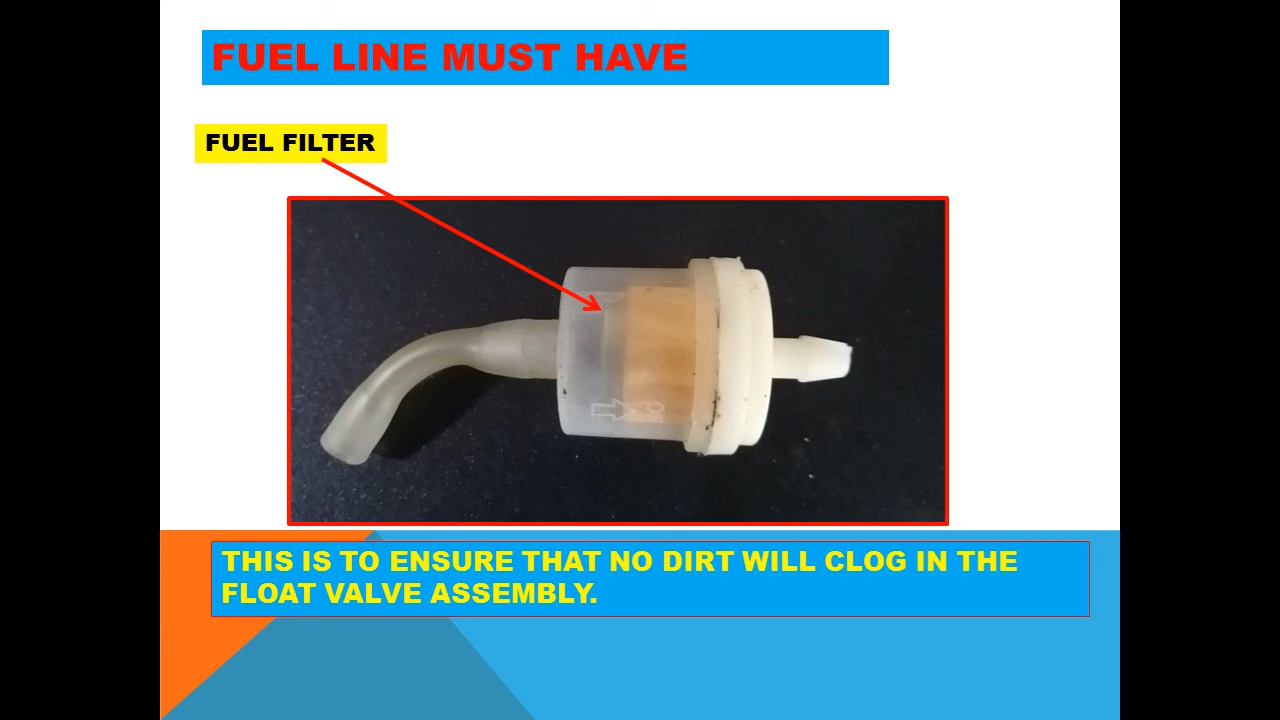 FUEL LINE MUST HAVE
FUEL FILTER
THIS IS TO ENSURE THAT NO DIRT WILL CLOG IN THE
FLOAT VALVE ASSEMBLY.